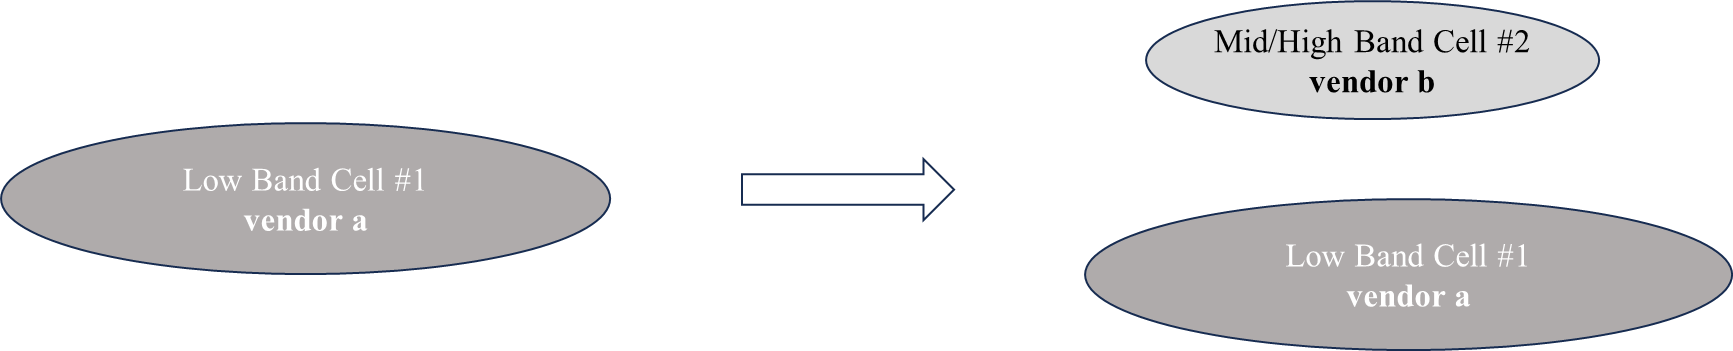 Low Band Cell #1
vendor a
Mid/High Band Cell #2
vendor b
Low Band Cell #1
vendor a